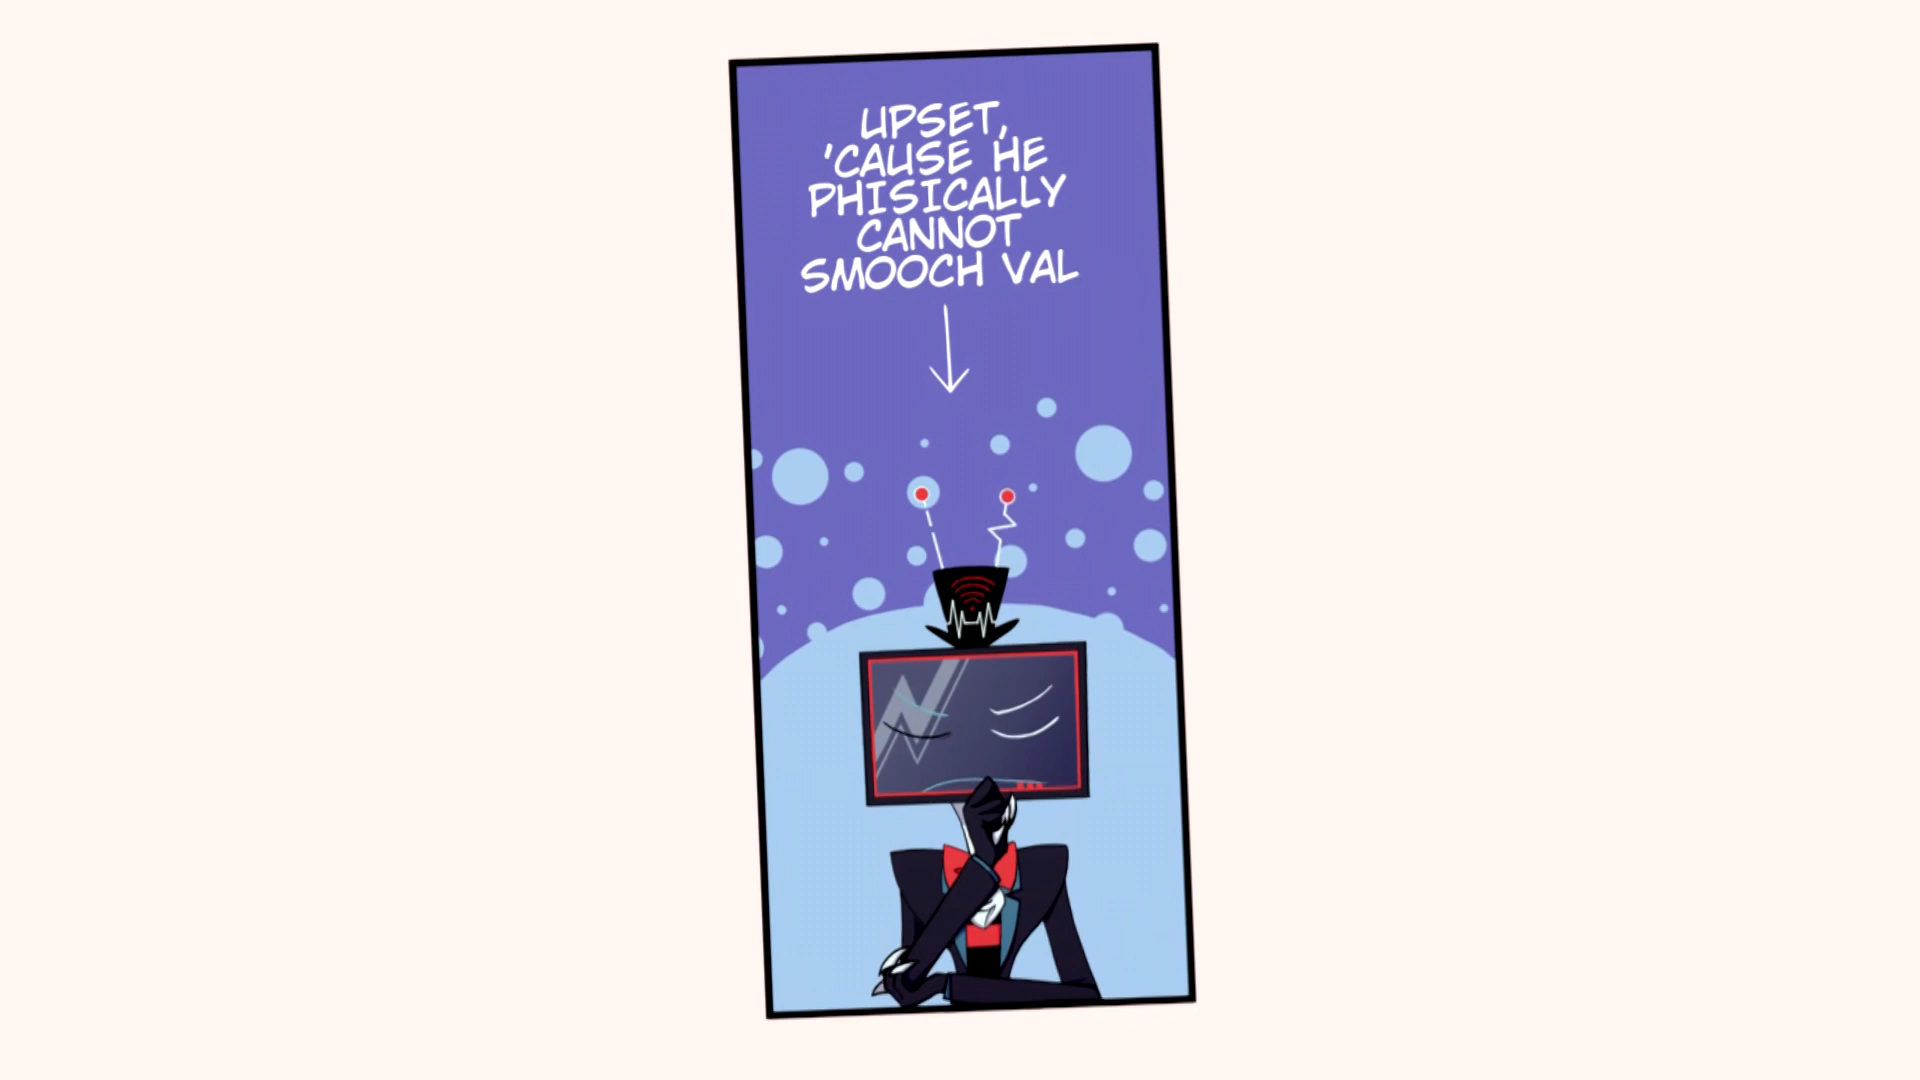 UPSET,
'CAUSE HE
PHISICALLY
CANNOT
SMOOCH VAL